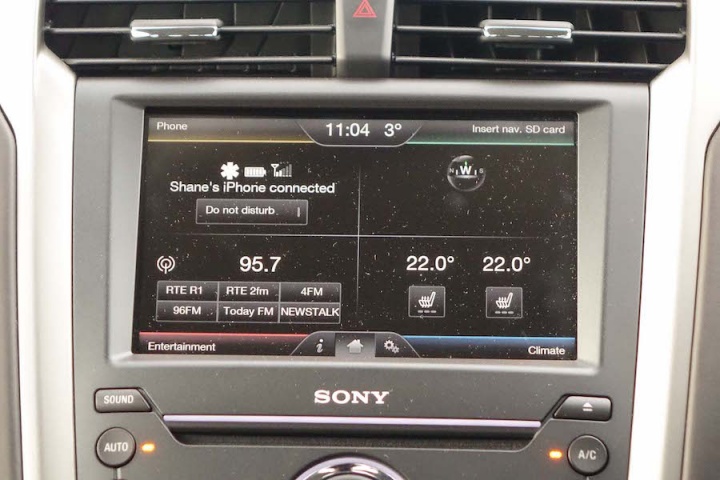 Phone
11:04 3°
Insert nav. SD card
Shane's iPhone connected
Do not disturb
N W S
95.7
RTE R1 RTE 2fm 4FM
96FM Today FM NEWSTALK
22.0° 22.0°
Entertainment
i
Climate
SOUND
SONY
AUTO
A/C